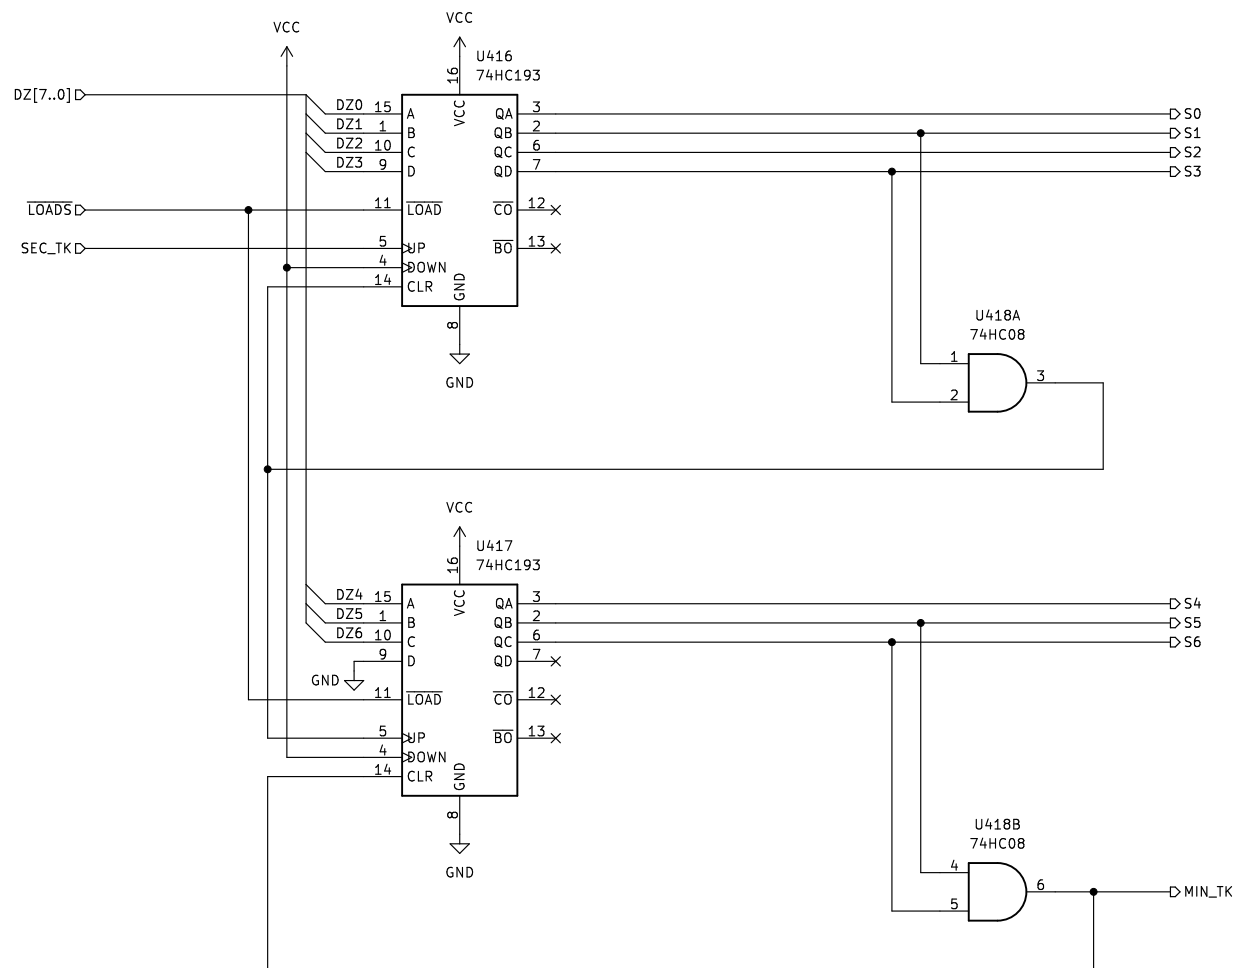 VCC
VCC
U416
74HC193
16
VCC
DZ[7..0]
DZ0 15 A
DZ1 1 B
DZ2 10 C
DZ3 9 D
QA 3 S0
QB 2 S1
QC 6 S2
QD 7 S3
LOADS
11 LOAD
CO 12
SEC_TK
5 UP
BO 13
4 DOWN
14 CLR
GND
8
GND
U418A
74HC08
1
2
3
VCC
U417
74HC193
16
VCC
DZ4 15 A
DZ5 1 B
DZ6 10 C
9 D
GND
QA 3 S4
QB 2 S5
QC 6 S6
QD 7
11 LOAD
CO 12
5 UP
BO 13
4 DOWN
14 CLR
GND
8
GND
U418B
74HC08
4
5
6
MIN_TK